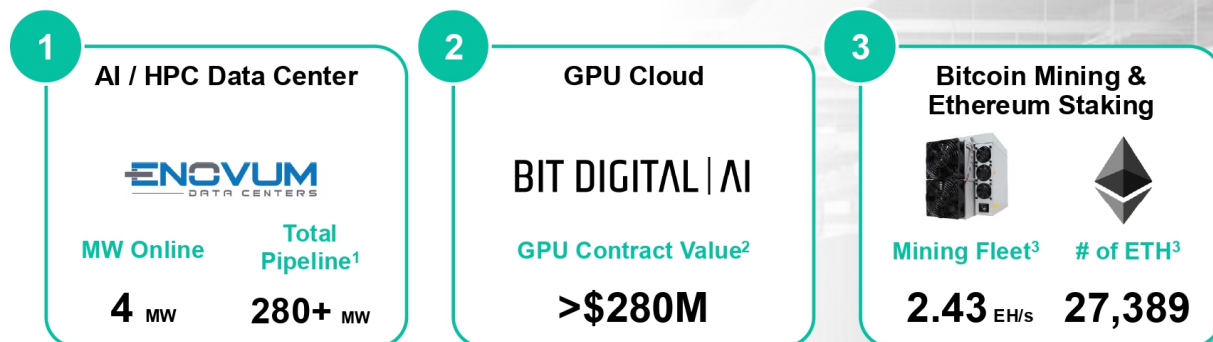 1
AI / HPC Data Center
ENOVUM
DATA CENTERS
MW Online
4 MW
Total
Pipeline¹
280+ MW
2
GPU Cloud
BIT DIGITAL | AI
GPU Contract Value²
>$280M
3
Bitcoin Mining &
Ethereum Staking
Mining Fleet³
2.43 EH/s
# of ETH³
27,389